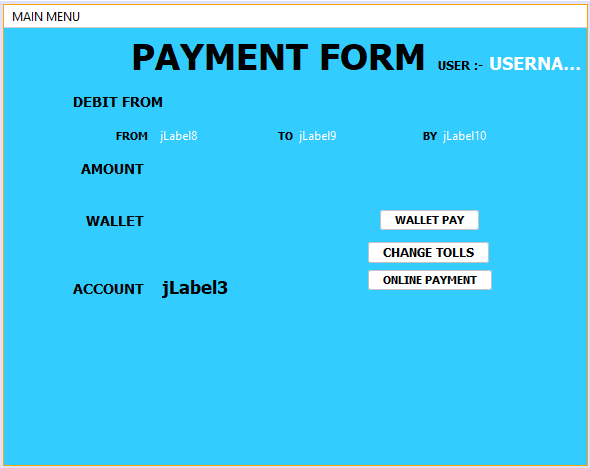 MAIN MENU
PAYMENT FORM USER :- USERNA...
DEBIT FROM
FROM jLabel8 TO jLabel9 BY jLabel10
AMOUNT
WALLET WALLET PAY
CHANGE TOLLS
ONLINE PAYMENT
ACCOUNT jLabel3